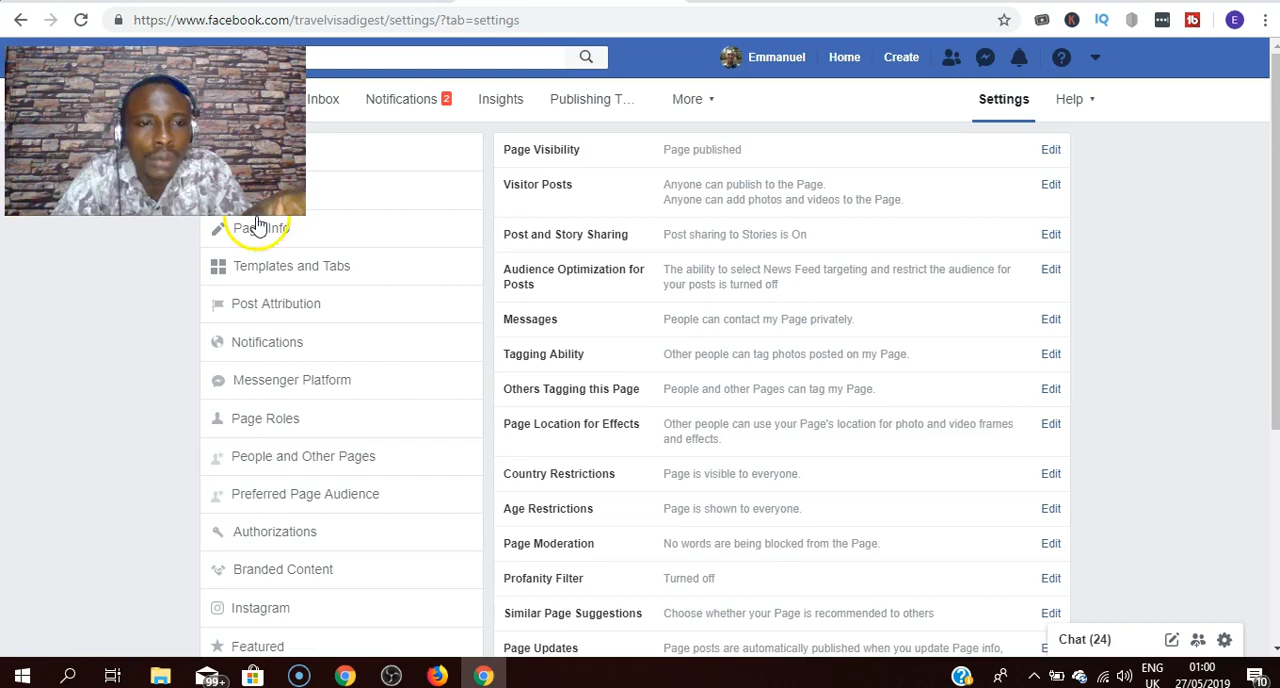 https://www.facebook.com/travelvisadigest/settings/?tab=settings
IQ
E
Emmanuel
Home
Create
Inbox
Notifications 2
Insights
Publishing T...
More
Settings
Help
Page Info
Templates and Tabs
Post Attribution
Notifications
Messenger Platform
Page Roles
People and Other Pages
Preferred Page Audience
Authorizations
Branded Content
Instagram
Featured
Page Visibility
Page published
Edit
Visitor Posts
Anyone can publish to the Page.
Anyone can add photos and videos to the Page.
Edit
Post and Story Sharing
Post sharing to Stories is On
Edit
Audience Optimization for
Posts
The ability to select News Feed targeting and restrict the audience for
your posts is turned off
Edit
Messages
People can contact my Page privately.
Edit
Tagging Ability
Other people can tag photos posted on my Page.
Edit
Others Tagging this Page
People and other Pages can tag my Page.
Edit
Page Location for Effects
Other people can use your Page's location for photo and video frames
and effects.
Edit
Country Restrictions
Page is visible to everyone.
Edit
Age Restrictions
Page is shown to everyone.
Edit
Page Moderation
No words are being blocked from the Page.
Edit
Profanity Filter
Turned off
Edit
Similar Page Suggestions
Choose whether your Page is recommended to others
Edit
Page Updates
Page posts are automatically published when you update Page info,
Chat (24)
99+
ENG
UK
01:00
27/05/2019
10